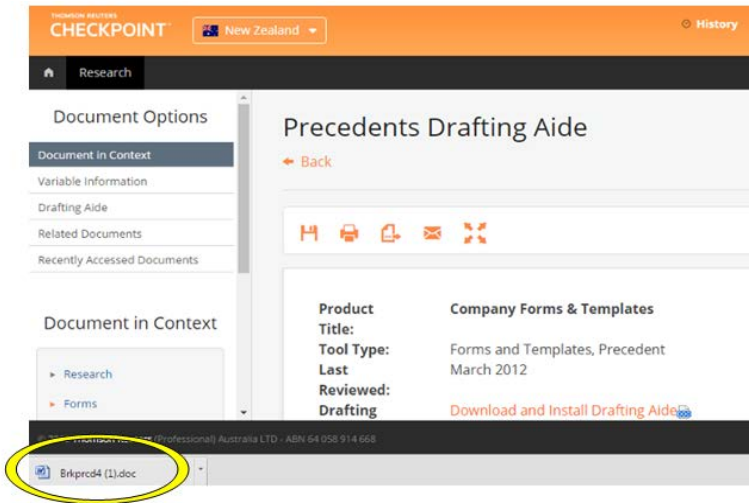 THOMSON REUTERS
CHECKPOINT
New Zealand
History
Research
Document Options
Document in Context
Variable Information
Drafting Aide
Related Documents
Recently Accessed Documents
Document in Context
Research
Forms
Precedents Drafting Aide
Back
Product Title:
Company Forms & Templates
Tool Type:
Forms and Templates, Precedent
Last Reviewed:
March 2012
Drafting
Download and Install Drafting Aide
(Professional) Australia LTD - ABN 64 058 914 668
Brkprcd4 (1).doc